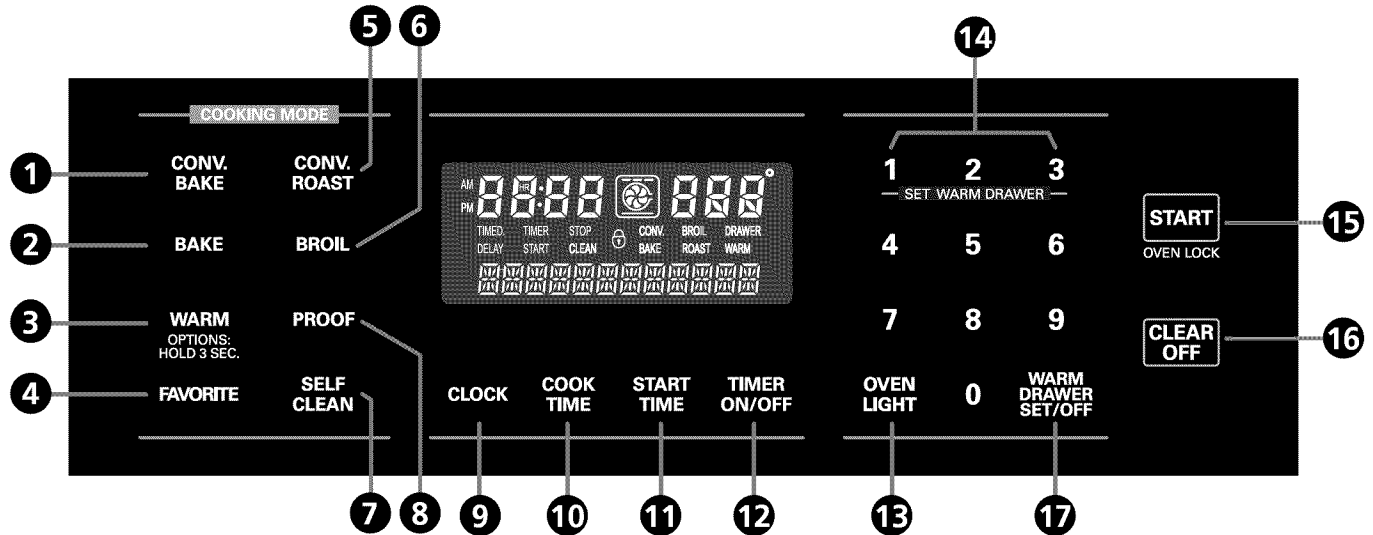 5 6 14
COOKING MODE
1 CONV. BAKE CONV. ROAST
AM 88:88 888°
HR
PM
1 2 3
SET WARM DRAWER
START 15
OVEN LOCK
2 BAKE BROIL
TIMED TIMER STOP CONV. BROIL DRAWER
DELAY START CLEAN BAKE ROAST WARM
4 5 6
3 WARM PROOF
OPTIONS:
HOLD 3 SEC.
7 8 9
CLEAR OFF 16
4 FAVORITE SELF CLEAN
CLOCK COOK TIME START TIME TIMER ON/OFF
OVEN LIGHT 0 WARM DRAWER SET/OFF
7 8 9 10 11 12 13 17